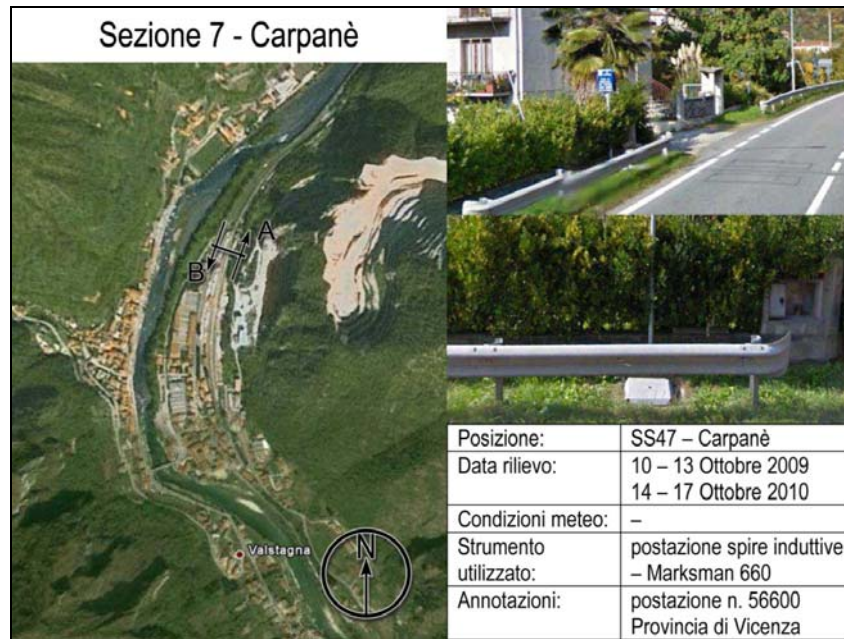 Sezione 7 - Carpanè
A
B
Valstagna
N
Posizione: SS47 – Carpanè
Data rilievo: 10 – 13 Ottobre 2009
14 – 17 Ottobre 2010
Condizioni meteo: –
Strumento postazione spire induttive
utilizzato: – Marksman 660
Annotazioni: postazione n. 56600
Provincia di Vicenza